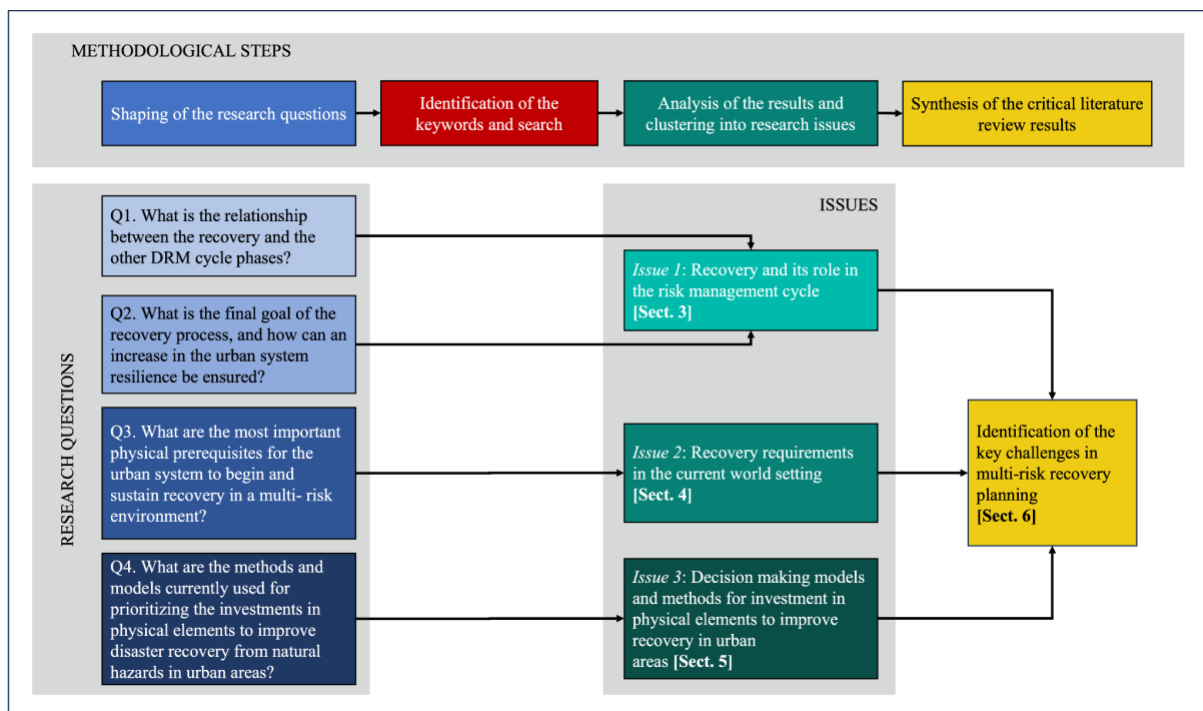 METHODOLOGICAL STEPS
Shaping of the research questions
Identification of the
keywords and search
Analysis of the results and
clustering into research issues
Synthesis of the critical literature
review results
RESEARCH QUESTIONS
Q1. What is the relationship
between the recovery and the
other DRM cycle phases?
Q2. What is the final goal of the
recovery process, and how can an
increase in the urban system
resilience be ensured?
Q3. What are the most important
physical prerequisites for the
urban system to begin and
sustain recovery in a multi- risk
environment?
Q4. What are the methods and
models currently used for
prioritizing the investments in
physical elements to improve
disaster recovery from natural
hazards in urban areas?
ISSUES
Issue 1: Recovery and its role in
the risk management cycle
[Sect. 3]
Issue 2: Recovery requirements
in the current world setting
[Sect. 4]
Issue 3: Decision making models
and methods for investment in
physical elements to improve
recovery in urban
areas [Sect. 5]
Identification of the
key challenges in
multi-risk recovery
planning
[Sect. 6]